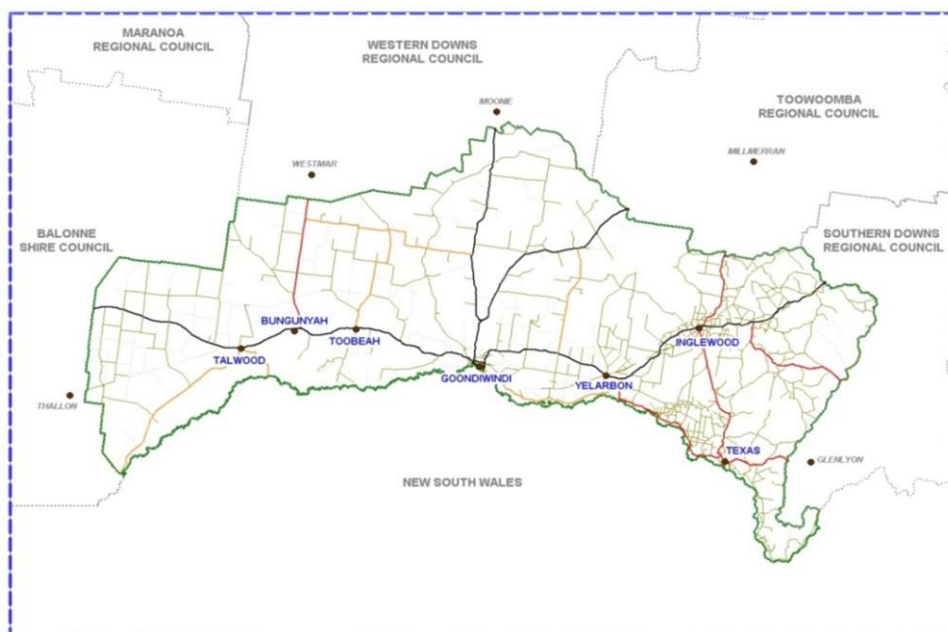 MARANOA
REGIONAL COUNCIL
WESTERN DOWNS
REGIONAL COUNCIL
MOONIE
TOOWOOMBA
REGIONAL COUNCIL
MILLMERRAN
WESTMAR
BALONNE
SHIRE COUNCIL
SOUTHERN DOWNS
REGIONAL COUNCIL
BUNGUNYAH
TOOBEAH
INGLEWOOD
TALWOOD
GOONDIWINDI
YELARBON
THALLON
TEXAS
GLENLYON
NEW SOUTH WALES